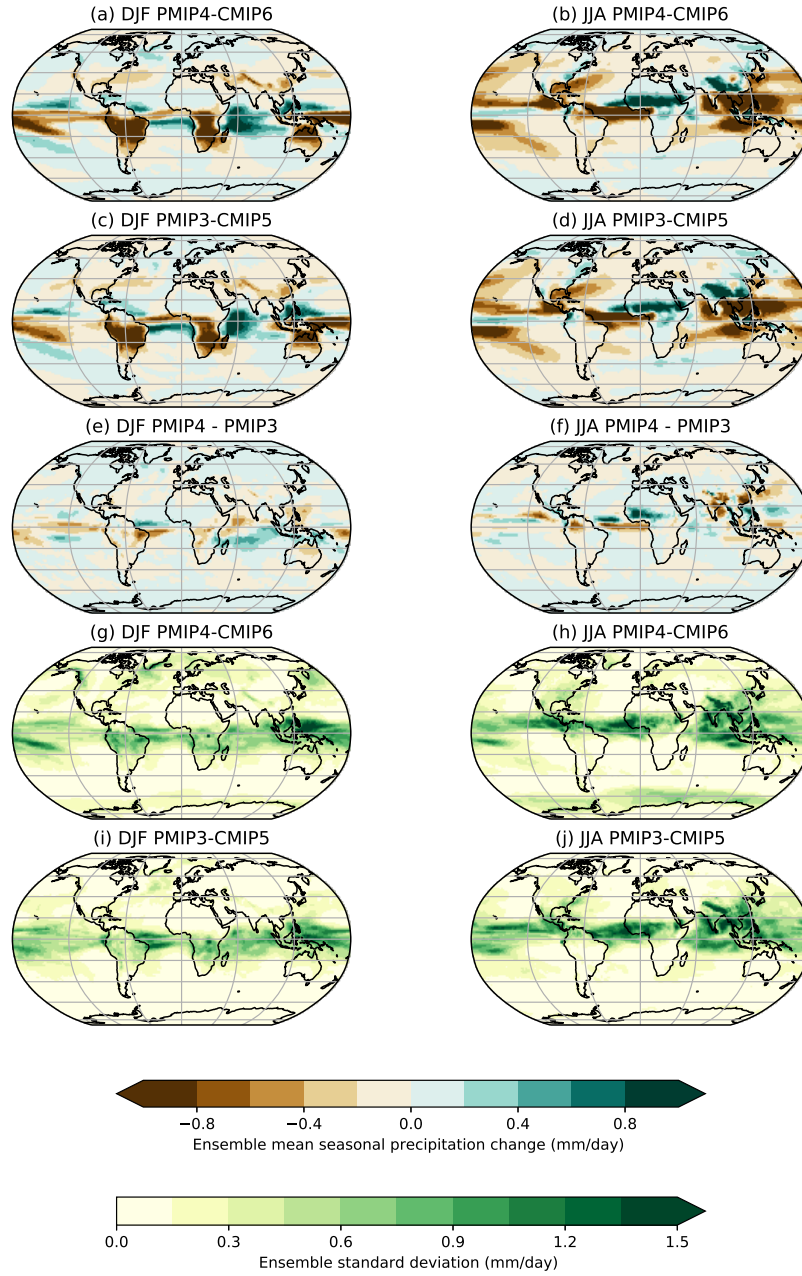 (a) DJF PMIP4-CMIP6
(b) JJA PMIP4-CMIP6
(c) DJF PMIP3-CMIP5
(d) JJA PMIP3-CMIP5
(e) DJF PMIP4 - PMIP3
(f) JJA PMIP4 - PMIP3
(g) DJF PMIP4-CMIP6
(h) JJA PMIP4-CMIP6
(i) DJF PMIP3-CMIP5
(j) JJA PMIP3-CMIP5
−0.8 −0.4 0.0 0.4 0.8
Ensemble mean seasonal precipitation change (mm/day)
0.0 0.3 0.6 0.9 1.2 1.5
Ensemble standard deviation (mm/day)